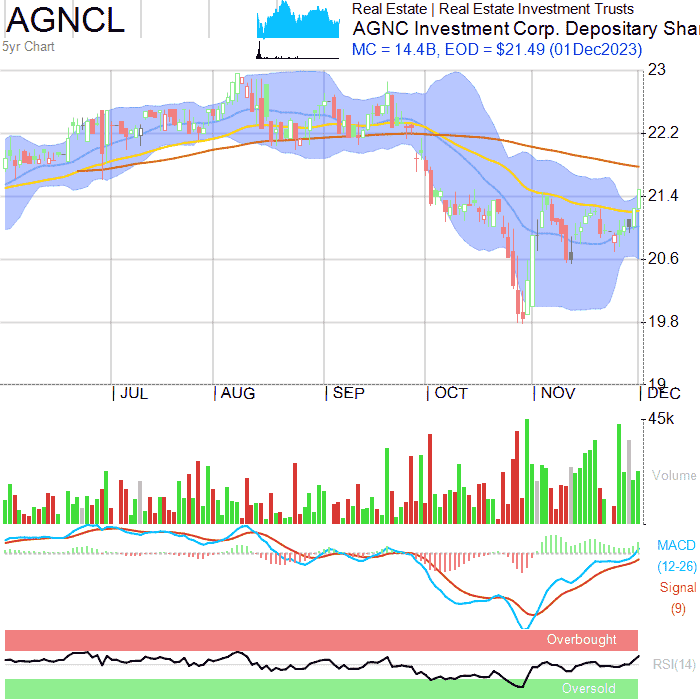 AGNCL
5yr Chart
Real Estate | Real Estate Investment Trusts
AGNC Investment Corp. Depositary Shar
MC = 14.4B, EOD = $21.49 (01Dec2023)
23
22.2
21.4
20.6
19.8
19
JUL
AUG
SEP
OCT
NOV
DEC
45k
Volume
MACD
(12-26)
Signal
(9)
Overbought
RSI(14)
Oversold